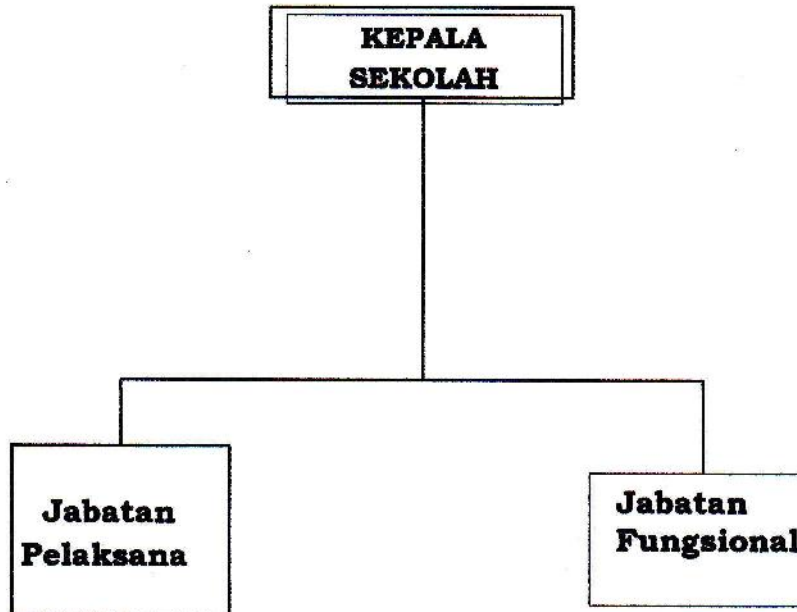 KEPALA
SEKOLAH
Jabatan
Pelaksana
Jabatan
Fungsional